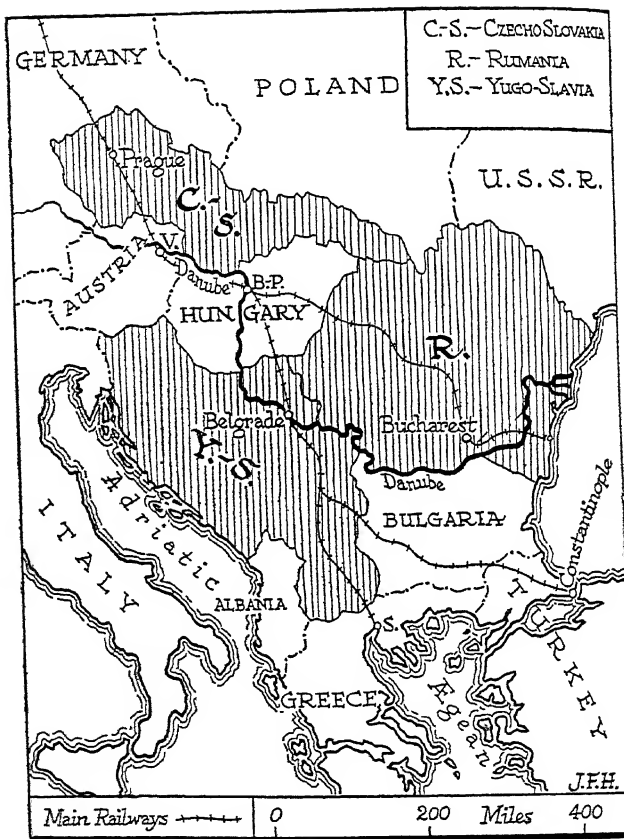 C.-S.–CZECHOSLOVAKIA
R.–RUMANIA
Y.S.–YUGO-SLAVIA
GERMANY
POLAND
U.S.S.R.
Prague
C.-S.
AUSTRIA
V.
Danube
B-P.
HUNGARY
R.
Belgrade
Bucharest
Y.-S.
Danube
BULGARIA
Constantinople
Adriatic
ITALY
ALBANIA
S.
TURKEY
GREECE
Ægean
J.F.H.
Main Railways
0 200 Miles 400